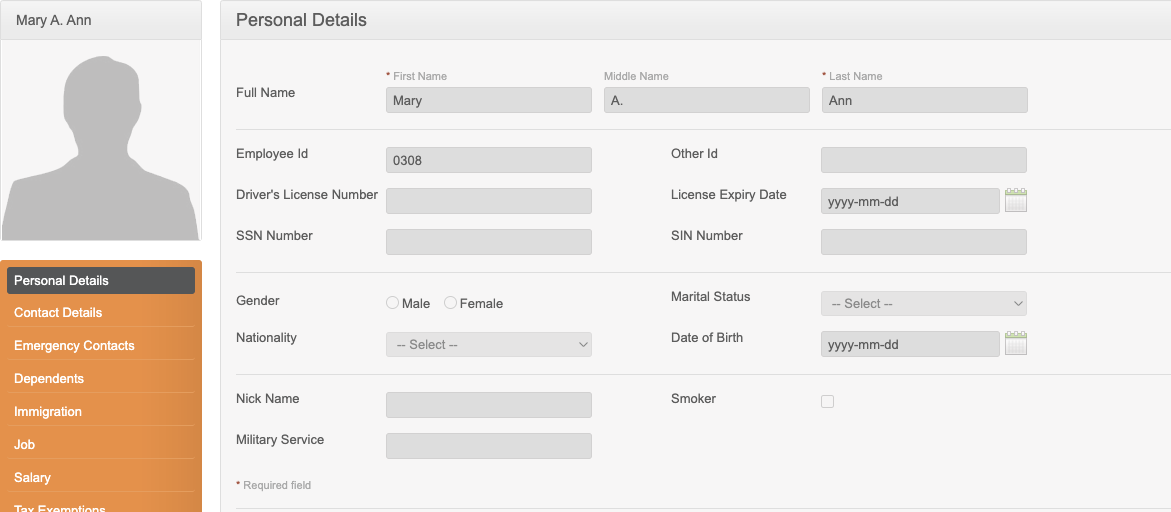 Mary A. Ann
Personal Details
Contact Details
Emergency Contacts
Dependents
Immigration
Job
Salary
Tax Exemptions
Personal Details
* First Name Middle Name * Last Name
Full Name Mary A. Ann
Employee Id 0308 Other Id
Driver's License Number License Expiry Date yyyy-mm-dd
SSN Number SIN Number
Gender Male Female Marital Status -- Select --
Nationality -- Select -- Date of Birth yyyy-mm-dd
Nick Name Smoker
Military Service
* Required field